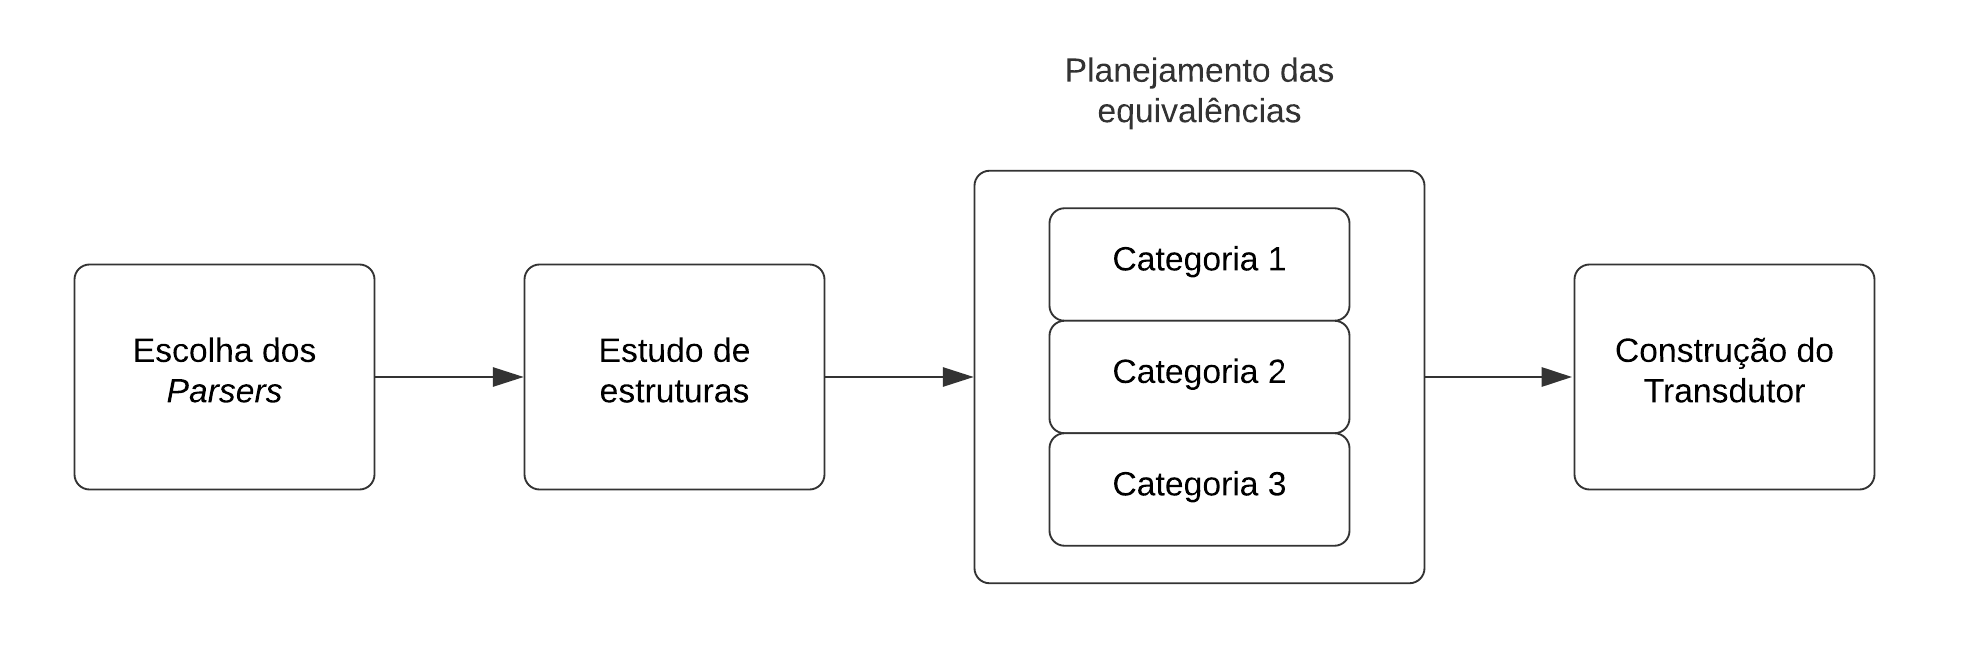 Planejamento das
equivalências
Escolha dos
Parsers
Estudo de
estruturas
Categoria 1
Categoria 2
Categoria 3
Construção do
Transdutor